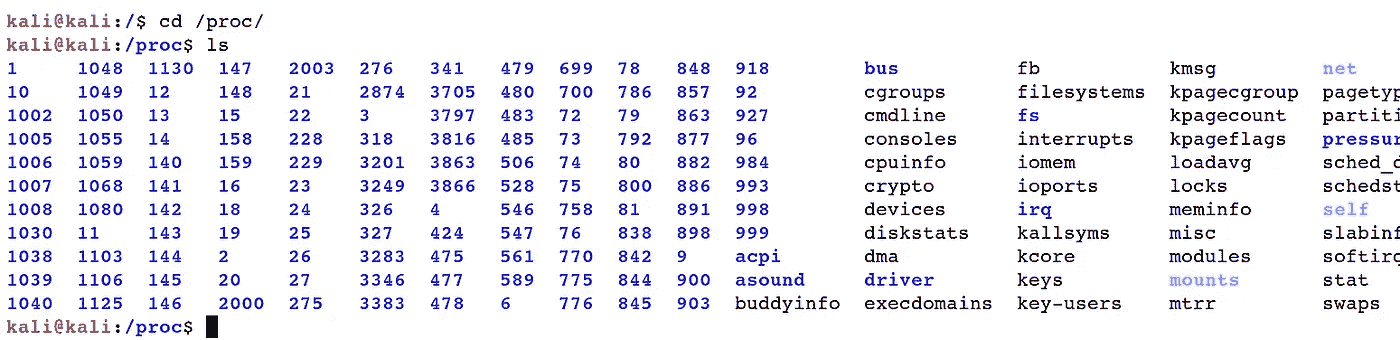 kali@kali:/$ cd /proc/
kali@kali:/proc$ ls
1 1048 1130 147 2003 276 341 479 699 78 848 918 bus fb kmsg net
10 1049 12 148 21 2874 3705 480 700 786 857 92 cgroups filesystems kpagecgroup pagetyp
1002 1050 13 15 22 3 3797 483 72 79 863 927 cmdline fs kpagecount partiti
1005 1055 14 158 228 318 3816 485 73 792 877 96 consoles interrupts kpageflags pressur
1006 1059 140 159 229 3201 3863 506 74 80 882 984 cpuinfo iomem loadavg sched_d
1007 1068 141 16 23 3249 3866 528 75 800 886 993 crypto ioports locks schedst
1008 1080 142 18 24 326 4 546 758 81 891 998 devices irq meminfo self
1030 11 143 19 25 327 424 547 76 838 898 999 diskstats kallsyms misc slabinf
1038 1103 144 2 26 3283 475 561 770 842 9 acpi dma kcore modules softirq
1039 1106 145 20 27 3346 477 589 775 844 900 asound driver keys mounts stat
1040 1125 146 2000 275 3383 478 6 776 845 903 buddyinfo execdomains key-users mtrr swaps
kali@kali:/proc$